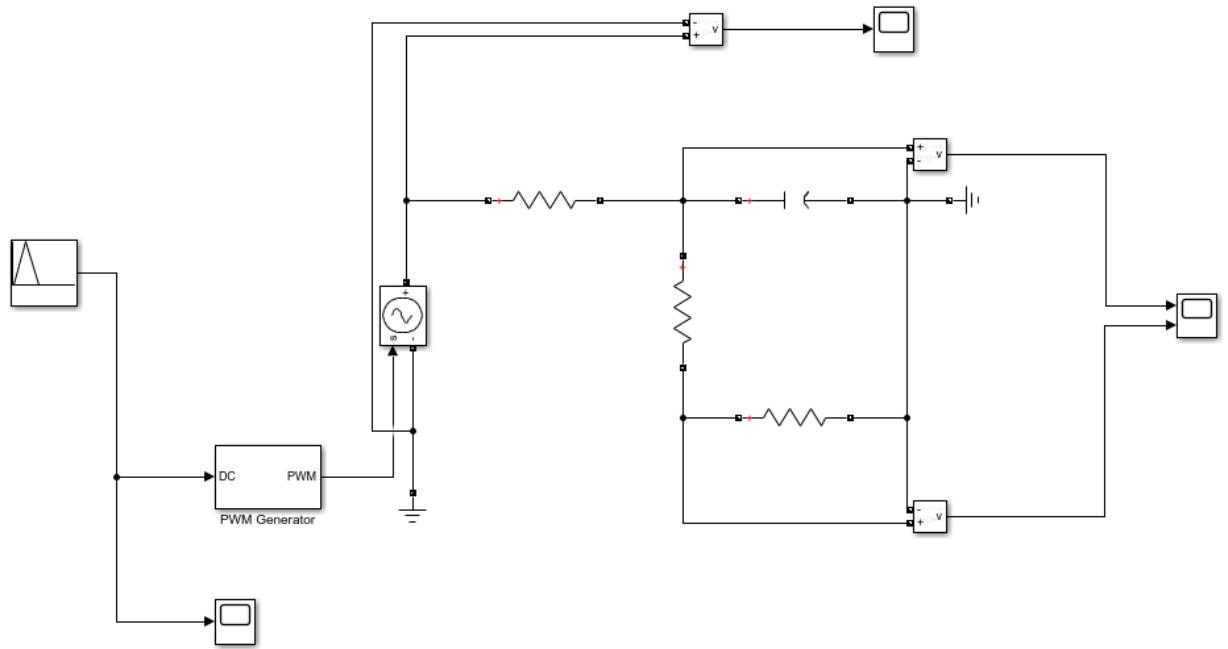 -
+
v
+
-
v
+
s
-
DC
PWM
PWM Generator
-
+
v